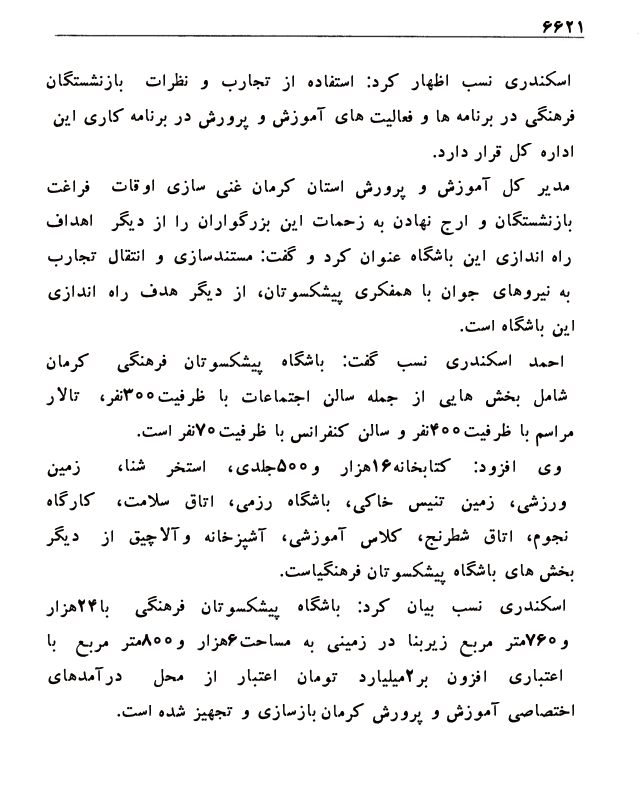 ۶۶۲۱
اسکندری نسب اظهار کرد: استفاده از تجارب و نظرات بازنشستگان
فرهنگی در برنامه ها و فعالیت های آموزش و پرورش در برنامه کاری این
اداره کل قرار دارد.
مدیر کل آموزش و پرورش استان کرمان غنی سازی اوقات فراغت
بازنشستگان و ارج نهادن به زحمات این بزرگواران را از دیگر اهداف
راه اندازی این باشگاه عنوان کرد و گفت: مستندسازی و انتقال تجارب
به نیروهای جوان با همفکری پیشکسوتان، از دیگر هدف راه اندازی
این باشگاه است.
احمد اسکندری نسب گفت: باشگاه پیشکسوتان فرهنگی کرمان
شامل بخش هایی از جمله سالن اجتماعات با ظرفیت۳۰۰نفر، تالار
مراسم با ظرفیت۴۰۰نفر و سالن کنفرانس با ظرفیت۷۰نفر است.
وی افزود: کتابخانه۱۶هزار و۵۰۰جلدی، استخر شنا، زمین
ورزشی، زمین تنیس خاکی، باشگاه رزمی، اتاق سلامت، کارگاه
نجوم، اتاق شطرنج، کلاس آموزشی، آشپزخانه وآلاچیق از دیگر
بخش های باشگاه پیشکسوتان فرهنگیاست.
اسکندری نسب بیان کرد: باشگاه پیشکسوتان فرهنگی با۲۴هزار
و۷۶۰متر مربع زیربنا در زمینی به مساحت۶هزار و۸۰۰متر مربع با
اعتباری افزون بر۲میلیارد تومان اعتبار از محل درآمدهای
اختصاصی آموزش و پرورش کرمان بازسازی و تجهیز شده است.